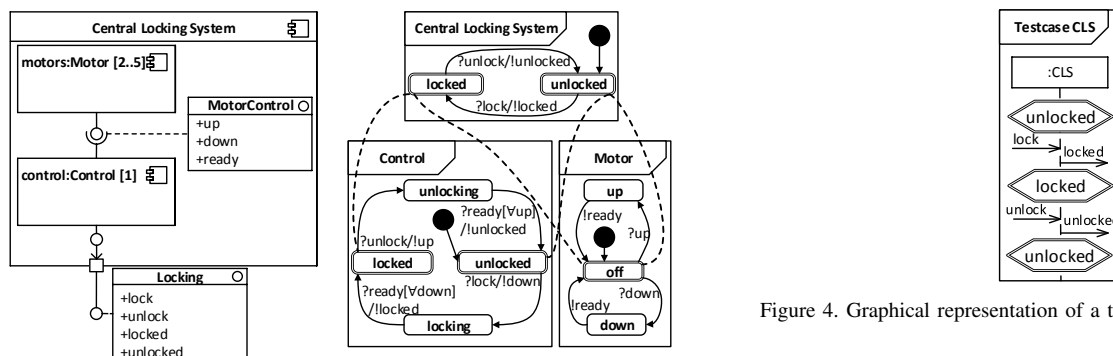 Central Locking System
motors:Motor [2..5]
MotorControl
+up
+down
+ready
control:Control [1]
Locking
+lock
+unlock
+locked
+unlocked
Central Locking System
?unlock/!unlocked
locked
unlocked
?lock/!locked
Control
unlocking
?ready[∀up]
/!unlocked
?unlock/!up
locked
unlocked
?lock/!down
?ready[∀down]
/!locked
locking
Motor
up
!ready
?up
off
?down
!ready
down
Testcase CLS
:CLS
unlocked
lock
locked
locked
unlock
unlocked
unlocked
Figure 4. Graphical representation of a t